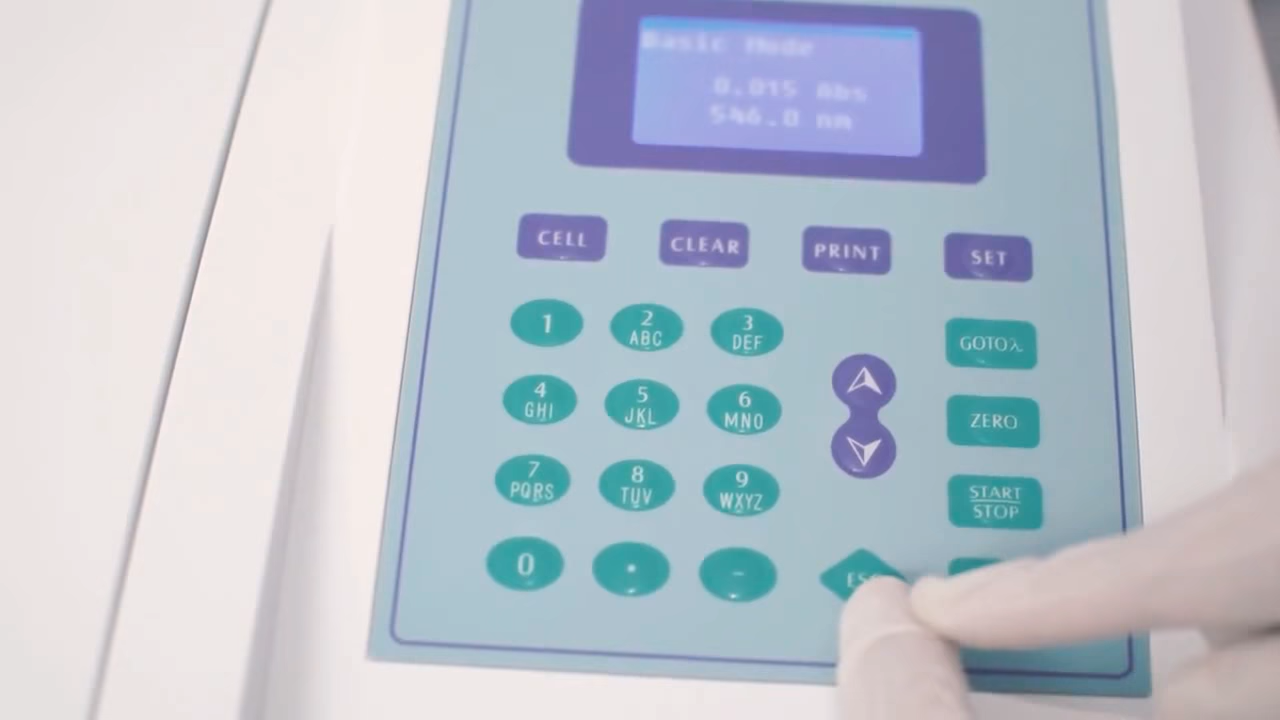 Basic Mode
0.015 Abs
546.0 nm
CELL
CLEAR
PRINT
SET
1
2
ABC
3
DEF
GOTOλ
4
GHI
5
JKL
6
MNO
ZERO
7
PQRS
8
TUV
9
WXYZ
START
STOP
0
.
-
ESC